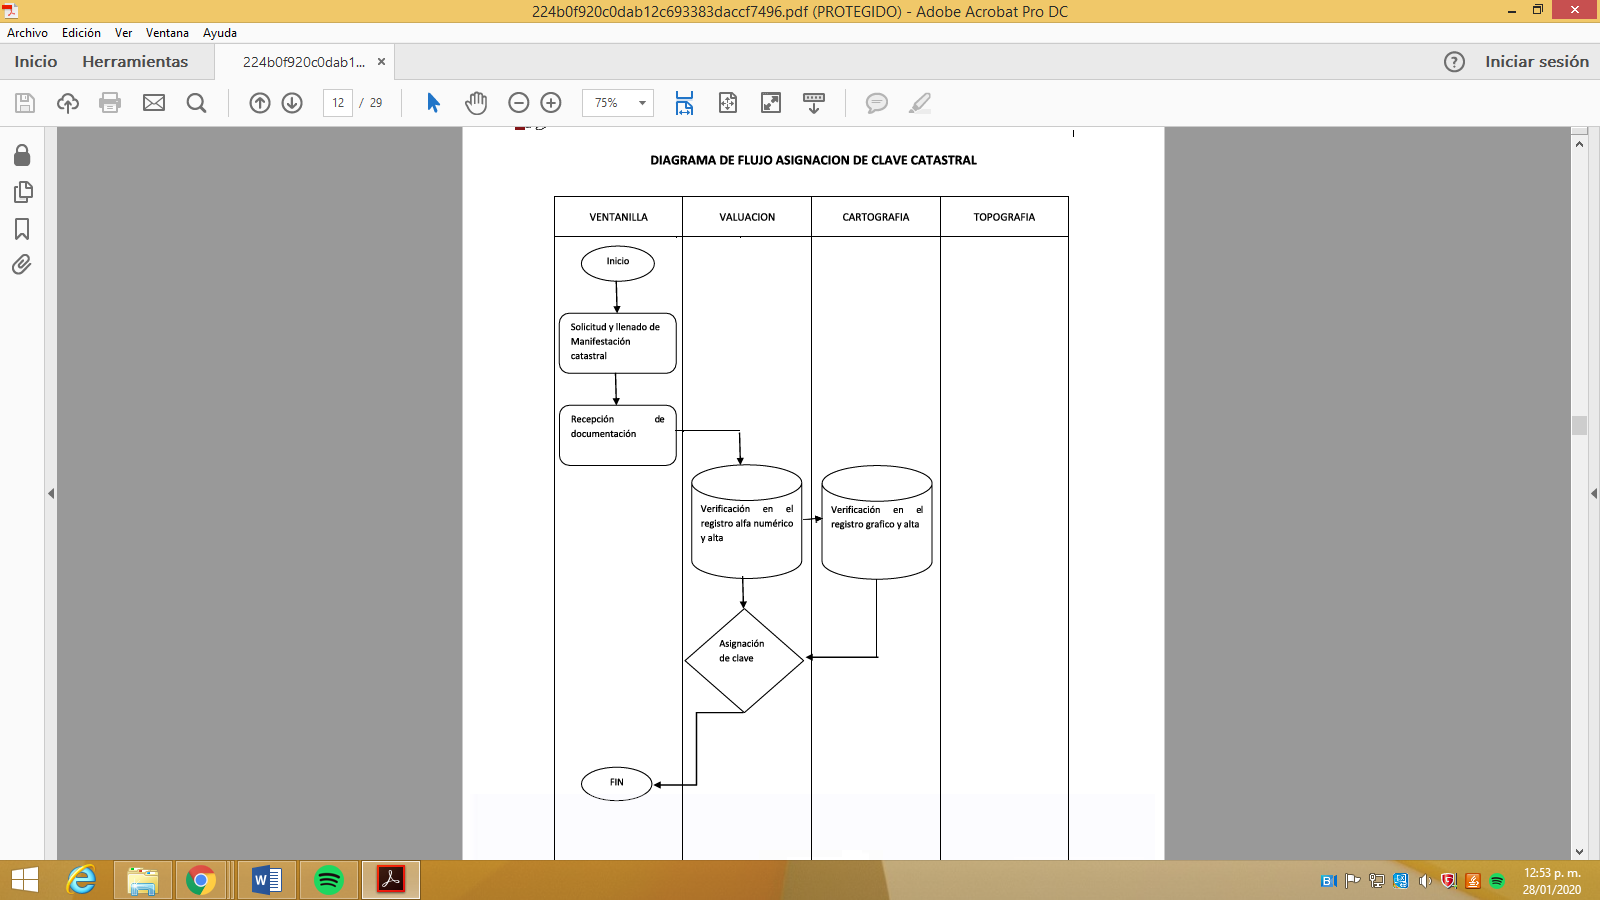 224b0f920c0dab12c693383daccf7496.pdf (PROTEGIDO) - Adobe Acrobat Pro DC
Archivo Edición Ver Ventana Ayuda
Inicio Herramientas 224b0f920c0dab1... Iniciar sesión
12 / 29 75%
DIAGRAMA DE FLUJO ASIGNACION DE CLAVE CATASTRAL
VENTANILLA VALUACION CARTOGRAFIA TOPOGRAFIA
Inicio
Solicitud y llenado de
Manifestación
catastral
Recepción de
documentación
Verificación en el
registro alfa numérico
y alta
Verificación en el
registro grafico y alta
Asignación
de clave
FIN
12:53 p. m.
28/01/2020